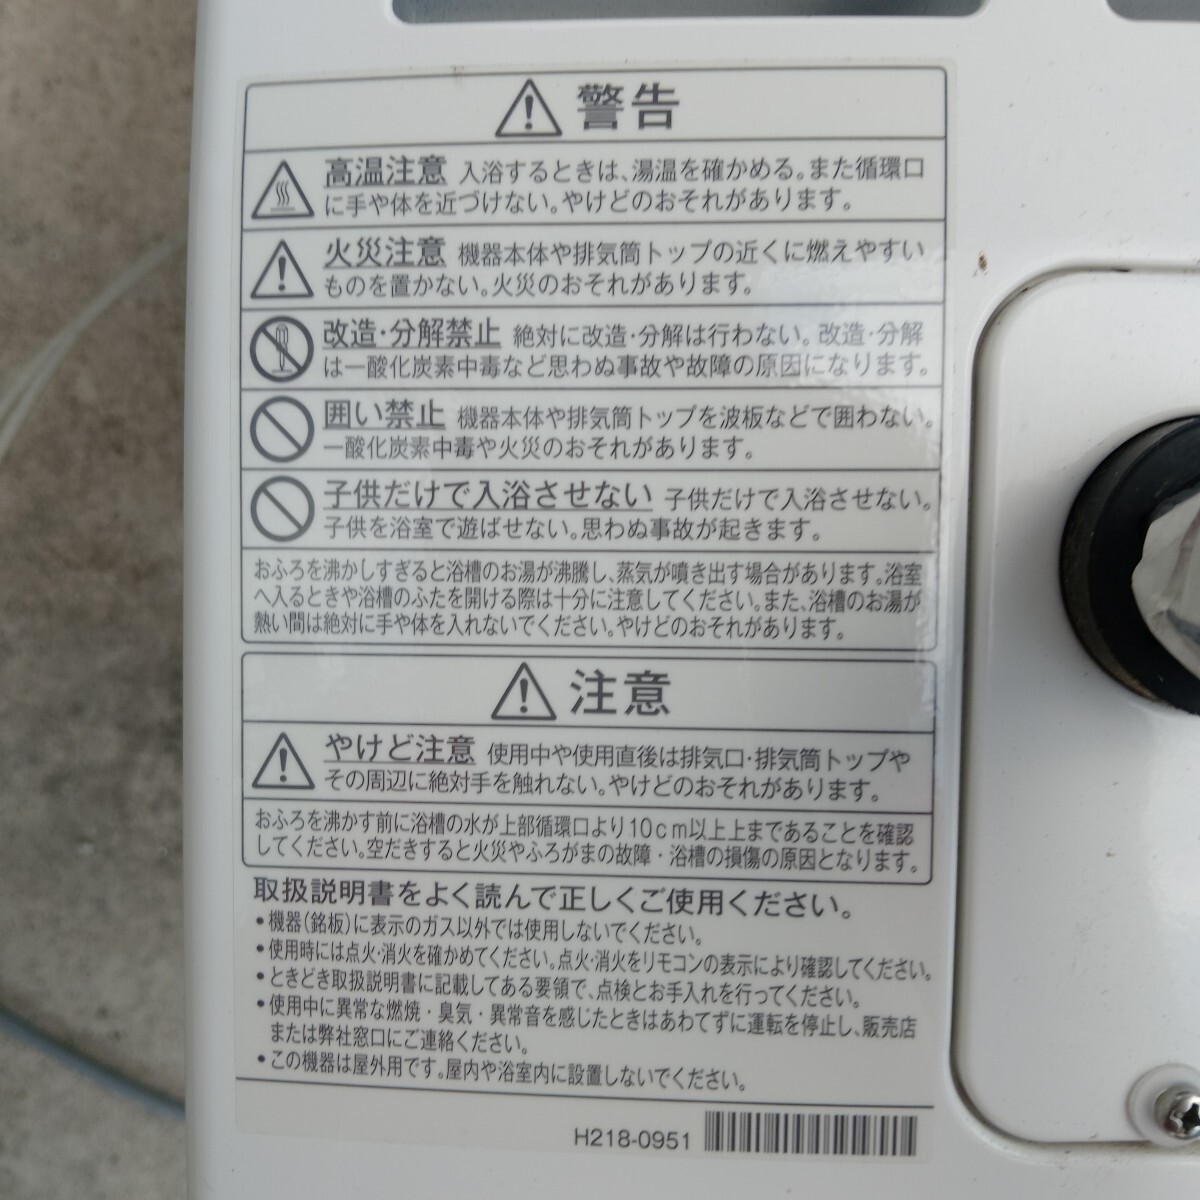 警告
高温注意 入浴するときは、湯温を確かめる。また循環口
に手や体を近づけない。やけどのおそれがあります。
火災注意 機器本体や排気筒トップの近くに燃えやすい
ものを置かない。火災のおそれがあります。
改造・分解禁止 絶対に改造・分解は行わない。改造・分解
は一酸化炭素中毒など思わぬ事故や故障の原因になります。
囲い禁止 機器本体や排気筒トップを波板などで囲わない。
一酸化炭素中毒や火災のおそれがあります。
子供だけで入浴させない 子供だけで入浴させない。
子供を浴室で遊ばせない。思わぬ事故が起きます。
おふろを沸かしすぎると浴槽のお湯が沸騰し、蒸気が噴き出す場合があります。浴室
へ入るときや浴槽のふたを開ける際は十分に注意してください。また、浴槽のお湯が
熱い間は絶対に手や体を入れないでください。やけどのおそれがあります。
注意
やけど注意 使用中や使用直後は排気口・排気筒トップや
その周辺に絶対手を触れない。やけどのおそれがあります。
おふろを沸かす前に浴槽の水が上部循環口より10cm以上上まであることを確認
してください。空だきすると火災やふろがまの故障・浴槽の損傷の原因となります。
取扱説明書をよく読んで正しくご使用ください。
•機器(銘板)に表示のガス以外では使用しないでください。
•使用時には点火・消火を確かめてください。点火・消火をリモコンの表示により確認してください。
•ときどき取扱説明書に記載してある要領で、点検とお手入れを行ってください。
•使用中に異常な燃焼・臭気・異常音を感じたときはあわてずに運転を停止し、販売店
または弊社窓口にご連絡ください。
•この機器は屋外用です。屋内や浴室内に設置しないでください。
H218-0951